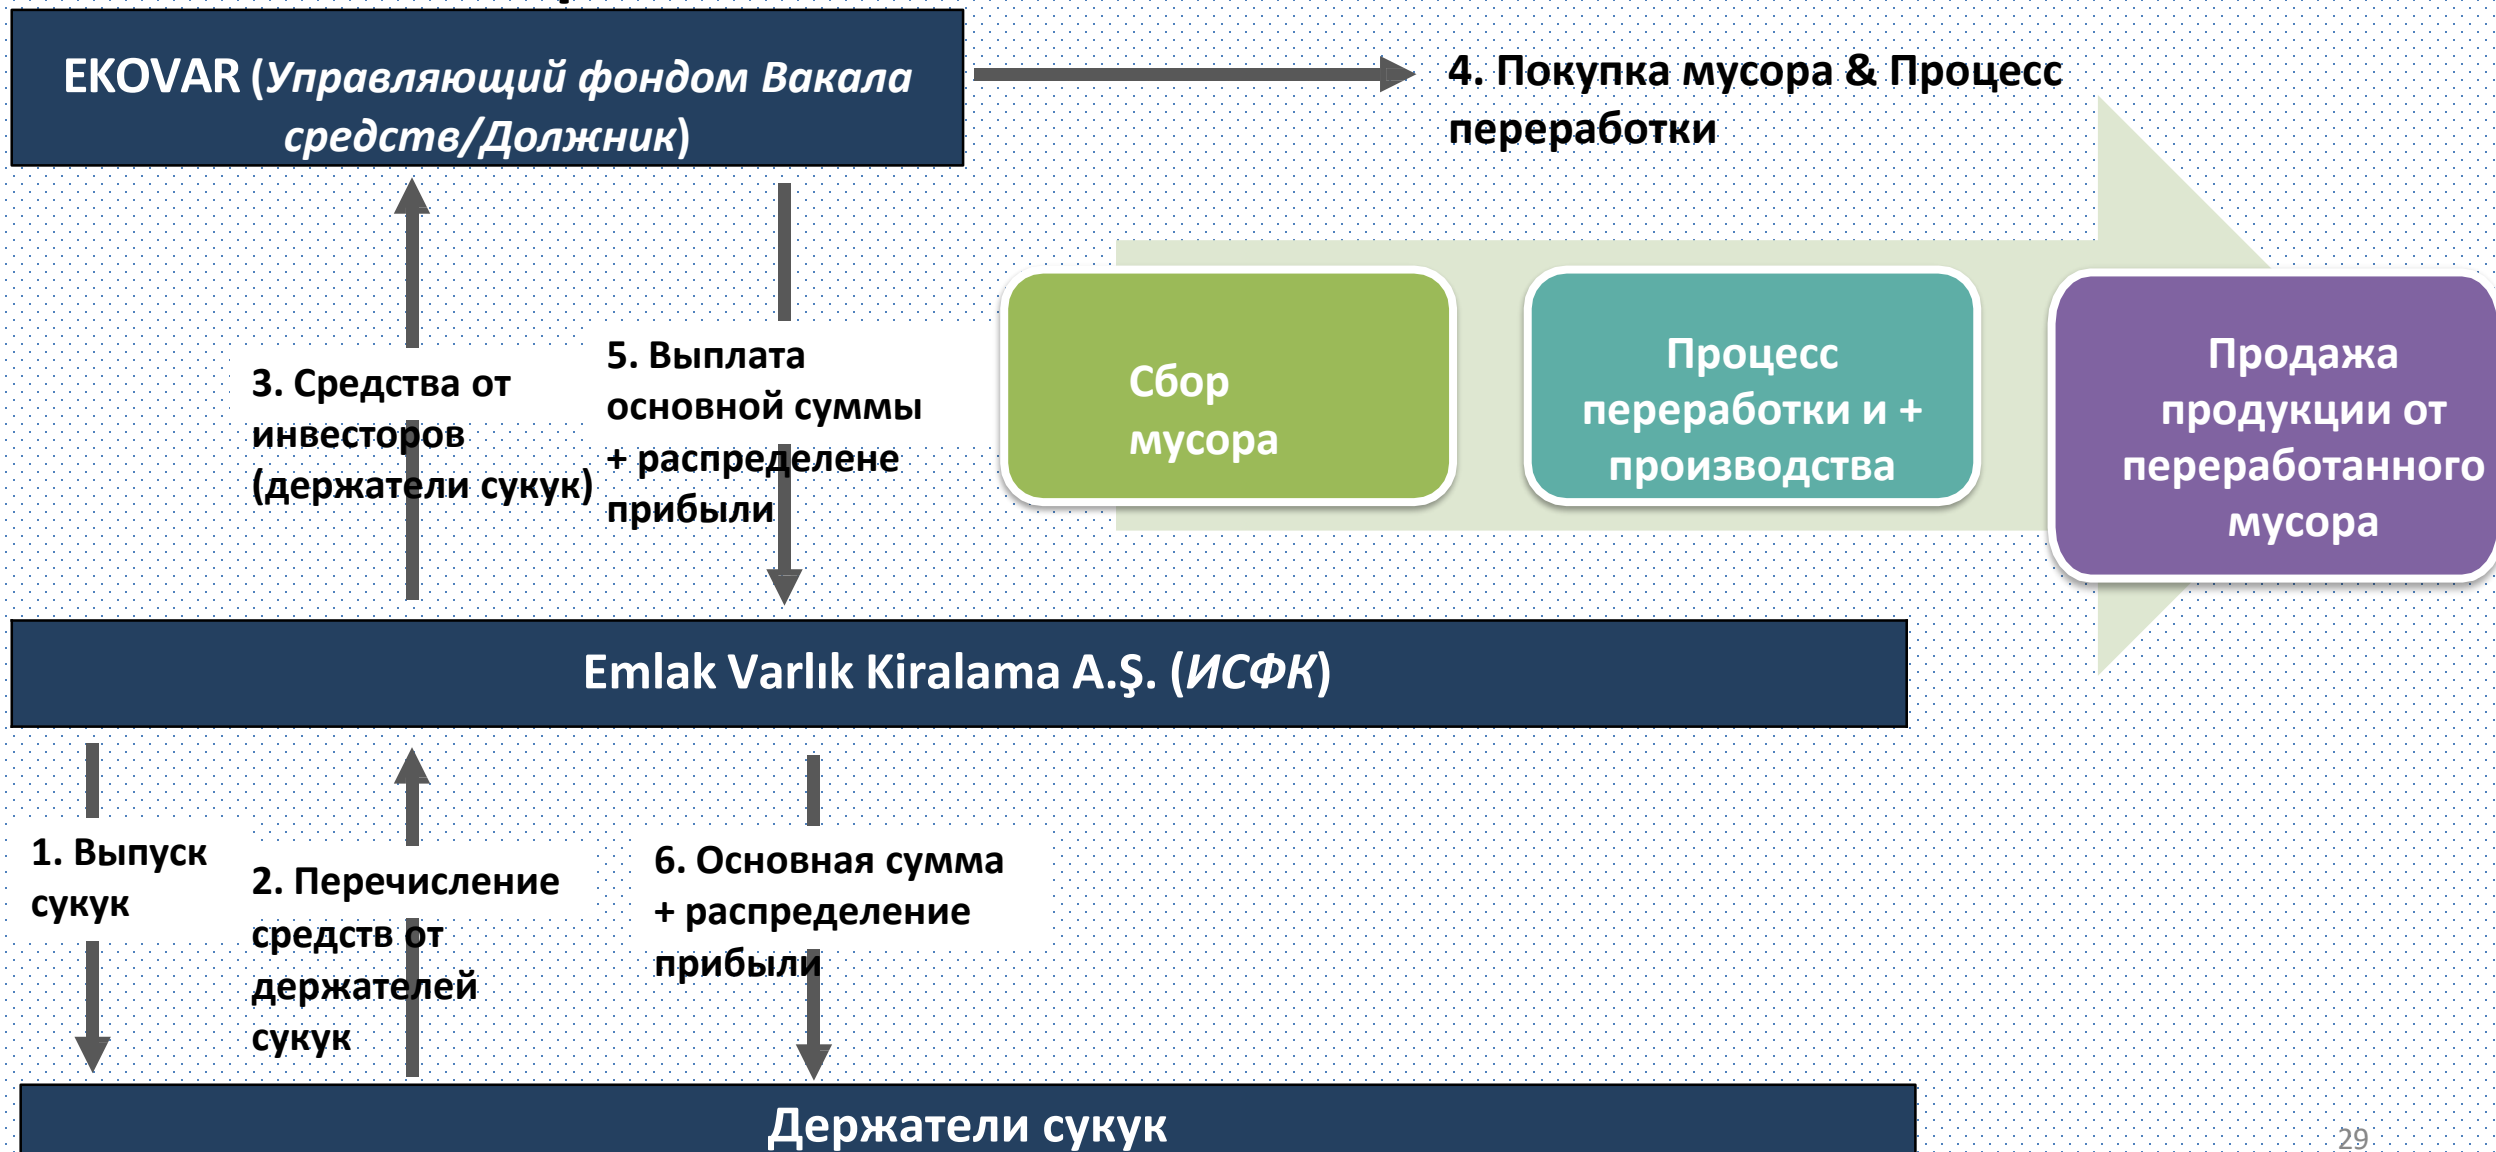 EKOVAR (Управляющий фондом Вакала
средств/Должник)
4. Покупка мусора & Процесс
переработки
3. Средства от
инвесторов
(держатели сукук)
5. Выплата
основной суммы
+ распределене
прибыли
Сбор
мусора
Процесс
переработки и +
производства
Продажа
продукции от
переработанного
мусора
Emlak Varlık Kiralama A.Ş. (ИСФК)
1. Выпуск
сукук
2. Перечисление
средств от
держателей
сукук
6. Основная сумма
+ распределение
прибыли
Держатели сукук
29